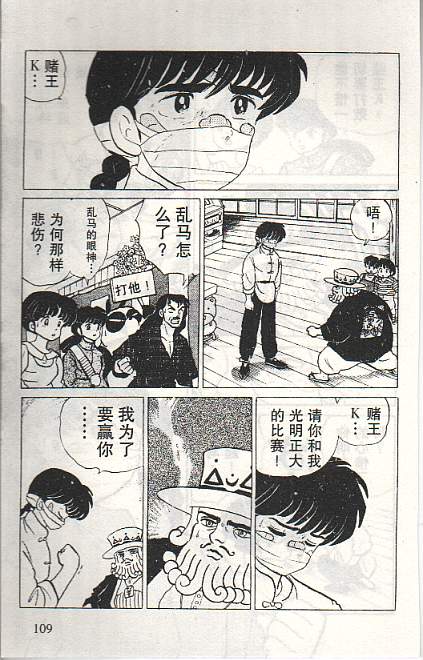 赌王
K…
唔！
乱马怎
么了？
乱马的眼神…
为何那样
悲伤？
打他！
赌王
K…
请你和我
光明正大
的比赛！
我为了
要赢你
……
109